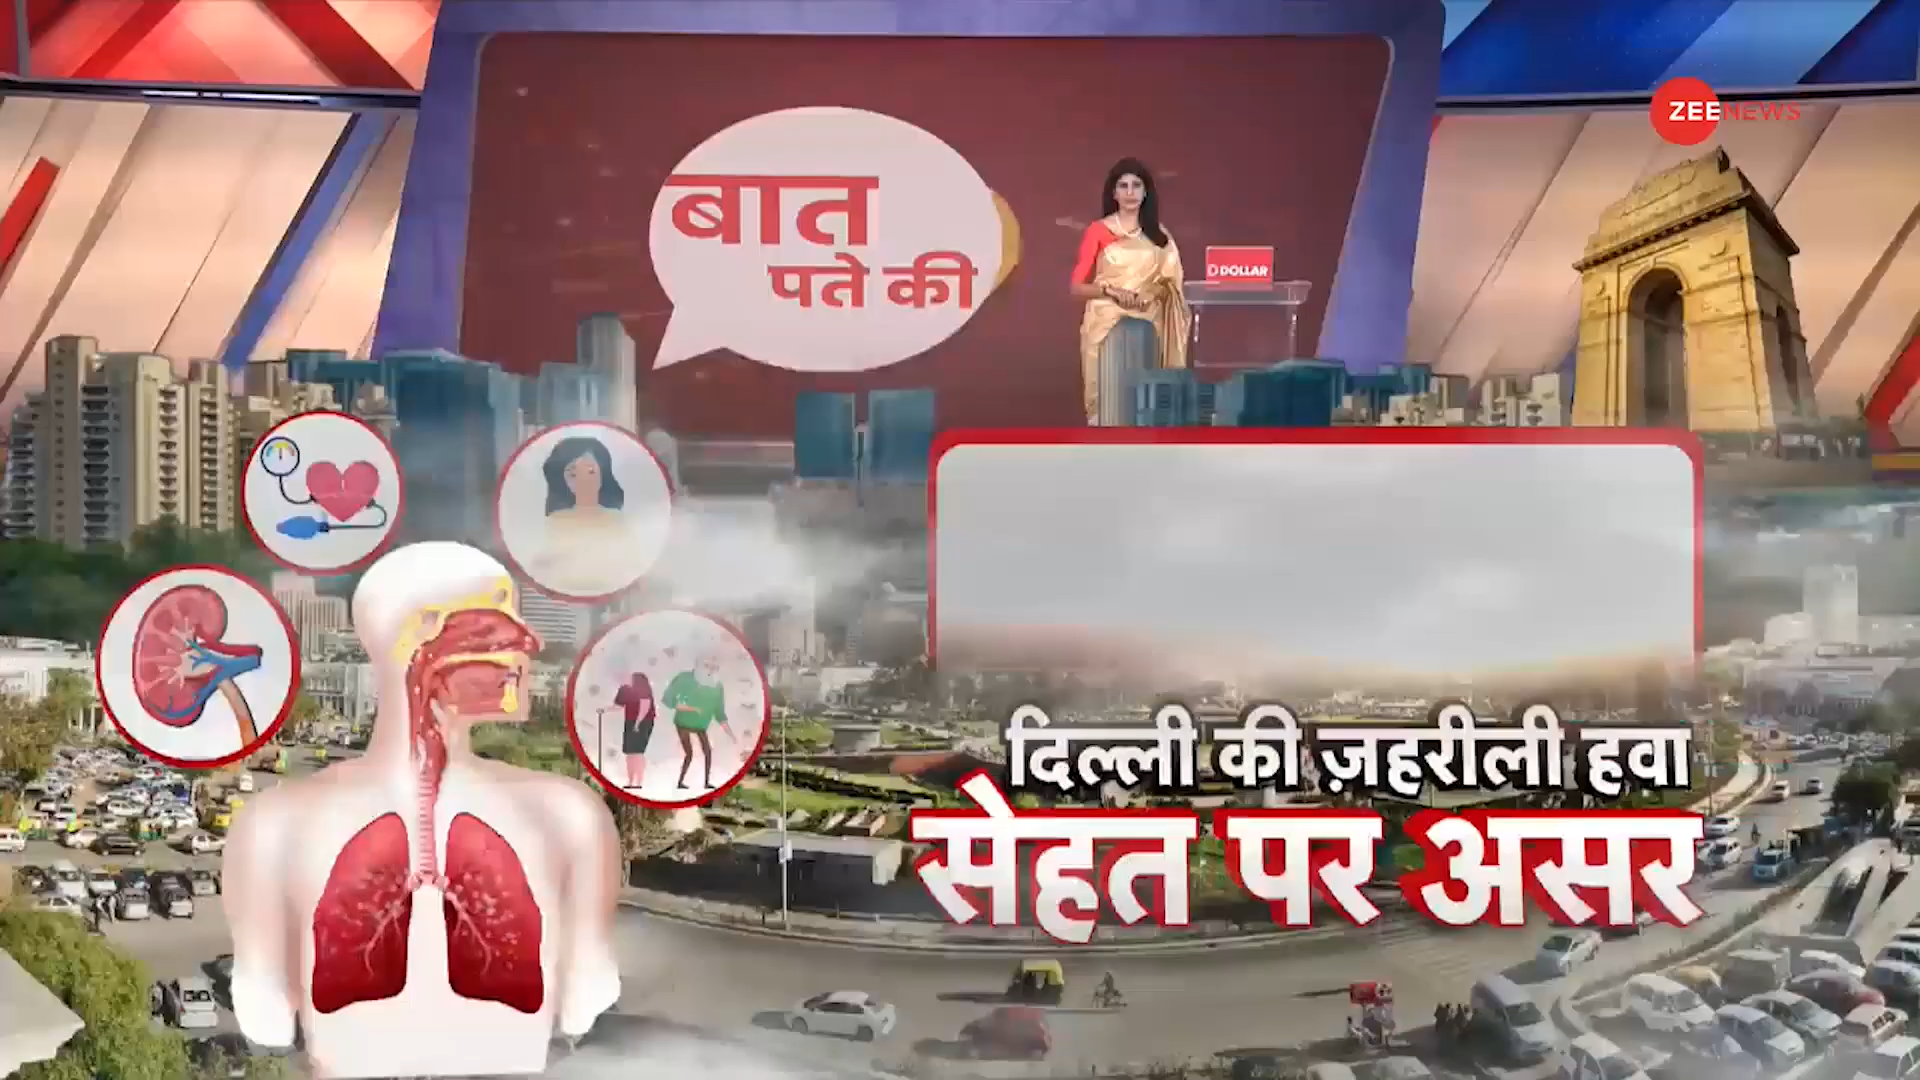 ZEENEWS
बात
पते की
DOLLAR
दिल्ली की ज़हरीली हवा
सेहत पर असर